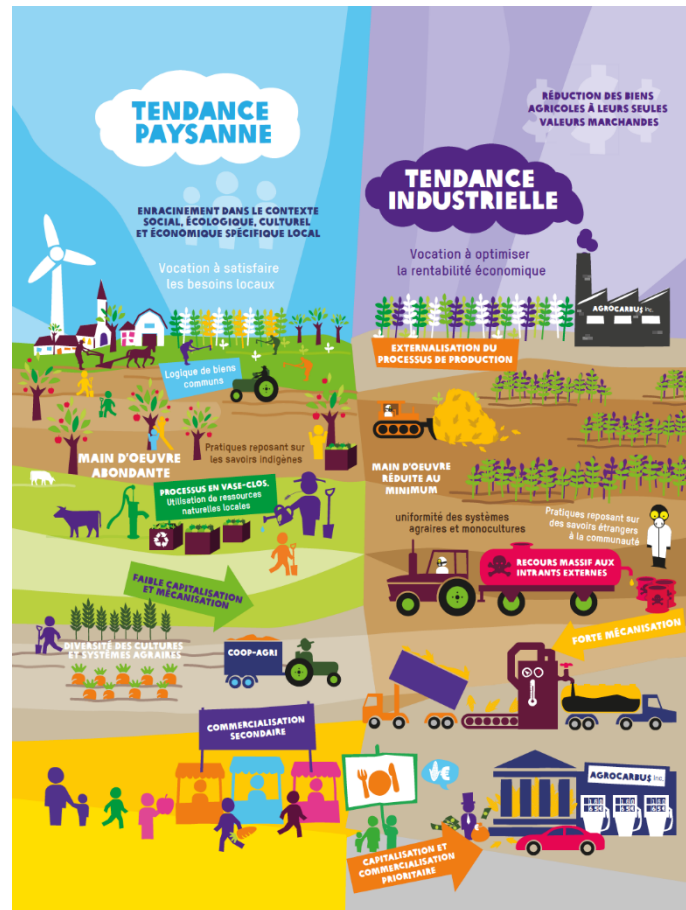 TENDANCE
PAYSANNE
ENRACINEMENT DANS LE CONTEXTE
SOCIAL, ÉCOLOGIQUE, CULTUREL
ET ÉCONOMIQUE SPÉCIFIQUE LOCAL
Vocation à satisfaire
les besoins locaux
Logique de biens
communs
MAIN D'OEUVRE
ABONDANTE
Pratiques reposant sur
les savoirs indigènes
PROCESSUS EN VASE-CLOS.
Utilisation de ressources
naturelles locales
FAIBLE CAPITALISATION
ET MÉCANISATION
DIVERSITÉ DES CULTURES
ET SYSTÈMES AGRAIRES
COOP-AGRI
COMMERCIALISATION
SECONDAIRE
RÉDUCTION DES BIENS
AGRICOLES À LEURS SEULES
VALEURS MARCHANDES
TENDANCE
INDUSTRIELLE
Vocation à optimiser
la rentabilité économique
AGROCARBUS inc.
EXTERNALISATION DU
PROCESSUS DE PRODUCTION
MAIN D'OEUVRE
RÉDUITE AU
MINIMUM
uniformité des systèmes
agraires et monocultures
Pratiques reposant sur
des savoirs étrangers
à la communauté
RECOURS MASSIF AUX
INTRANTS EXTERNES
FORTE MÉCANISATION
AGROCARBUS inc.
CAPITALISATION ET
COMMERCIALISATION
PRIORITAIRE